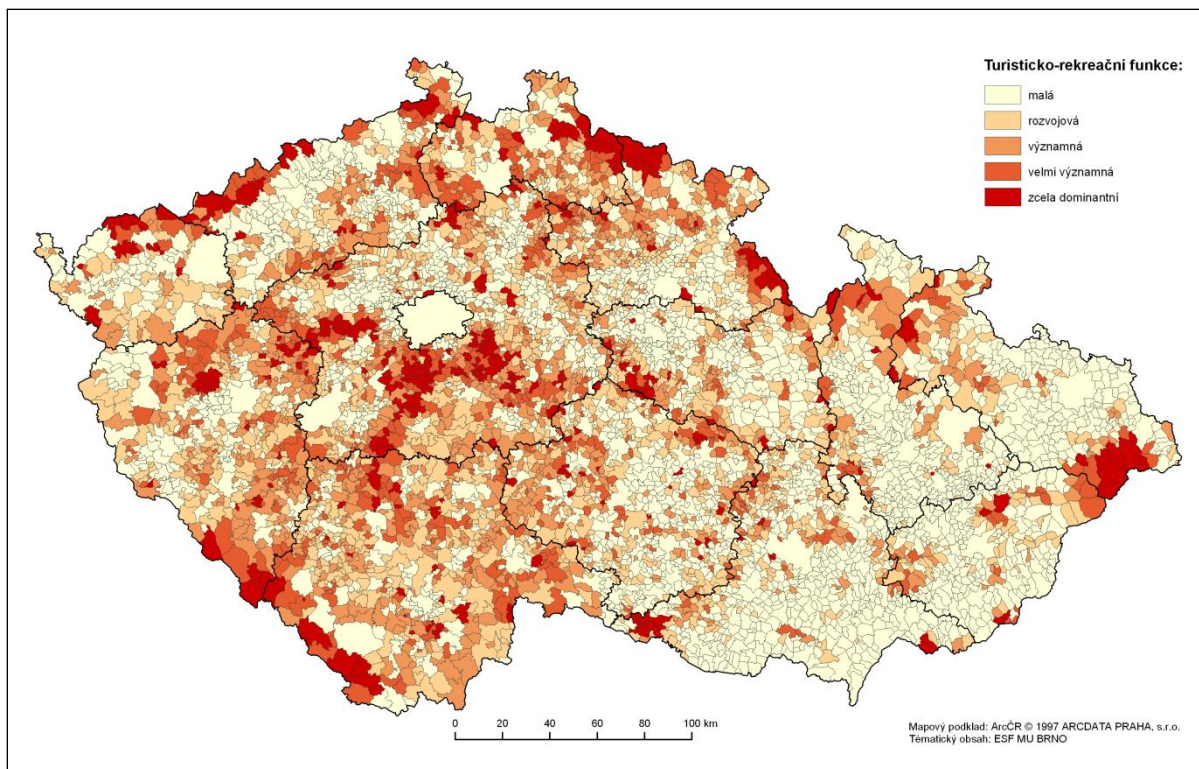 Turisticko-rekreační funkce:
malá
rozvojová
významná
velmi významná
zcela dominantní
0 20 40 60 80 100 km
Mapový podklad: ArcČR © 1997 ARCDATA PRAHA, s.r.o.
Tématický obsah: ESF MU BRNO